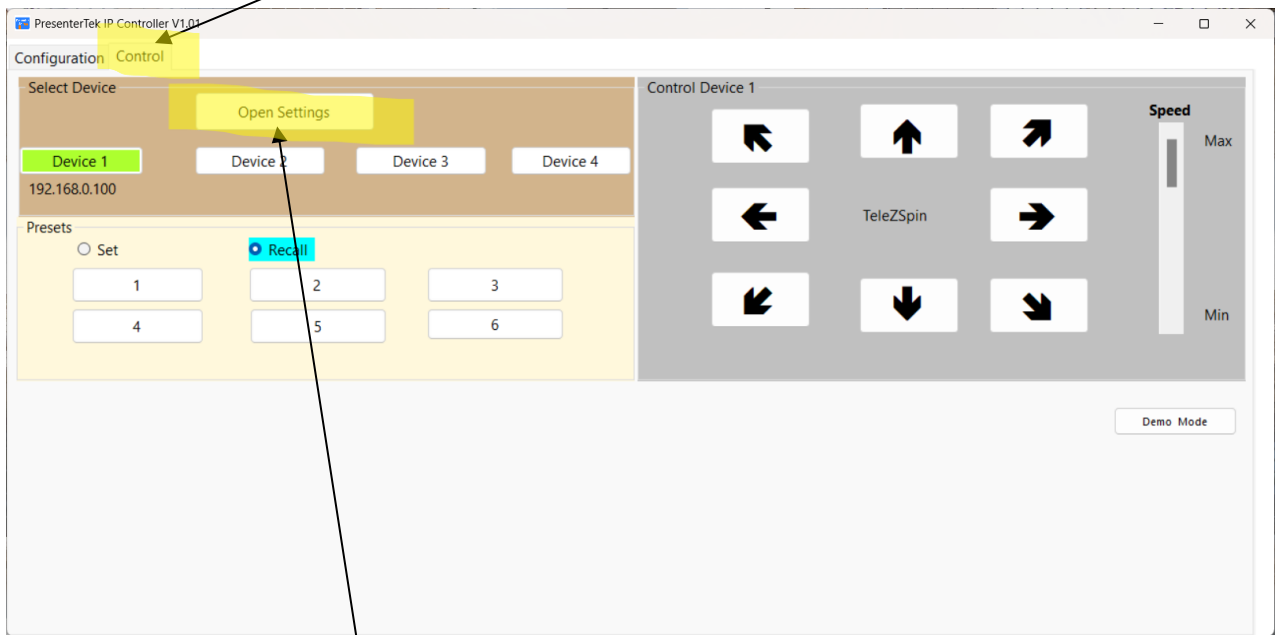 PresenterTek IP Controller V1.01
Configuration Control
Select Device
Open Settings
Device 1 Device 2 Device 3 Device 4
192.168.0.100
Presets
Set Recall
1 2 3
4 5 6
Control Device 1
Speed
Max
TeleZSpin
Min
Demo Mode